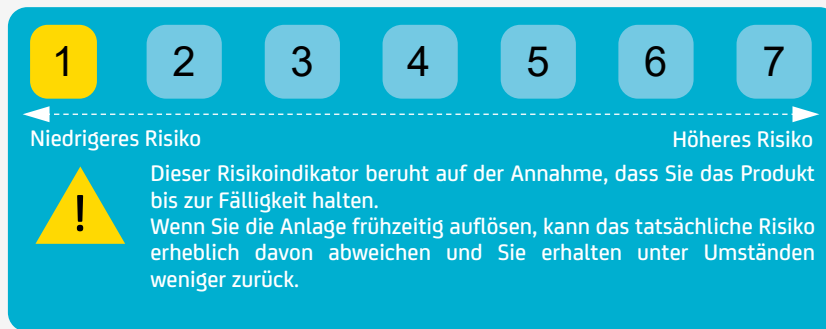 1 2 3 4 5 6 7
Niedrigeres Risiko Höheres Risiko
Dieser Risikoindikator beruht auf der Annahme, dass Sie das Produkt
bis zur Fälligkeit halten.
Wenn Sie die Anlage frühzeitig auflösen, kann das tatsächliche Risiko
erheblich davon abweichen und Sie erhalten unter Umständen
weniger zurück.
!